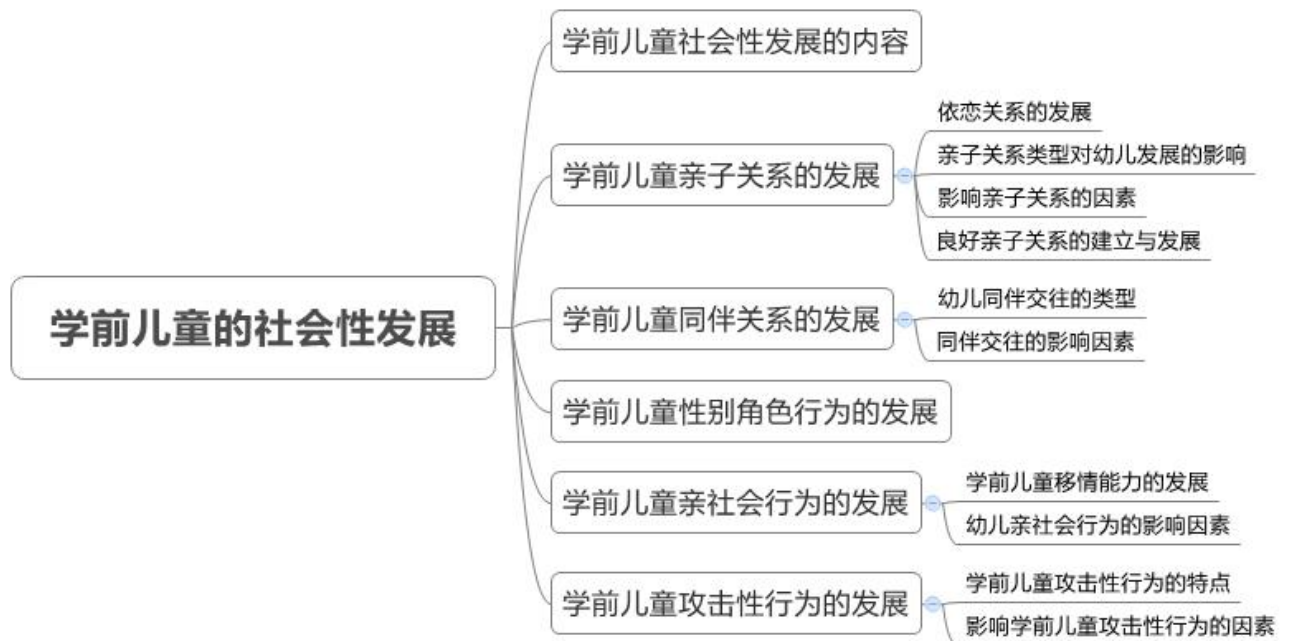 学前儿童的社会性发展
学前儿童社会性发展的内容
学前儿童亲子关系的发展
依恋关系的发展
亲子关系类型对幼儿发展的影响
影响亲子关系的因素
良好亲子关系的建立与发展
学前儿童同伴关系的发展
幼儿同伴交往的类型
同伴交往的影响因素
学前儿童性别角色行为的发展
学前儿童亲社会行为的发展
学前儿童移情能力的发展
幼儿亲社会行为的影响因素
学前儿童攻击性行为的发展
学前儿童攻击性行为的特点
影响学前儿童攻击性行为的因素